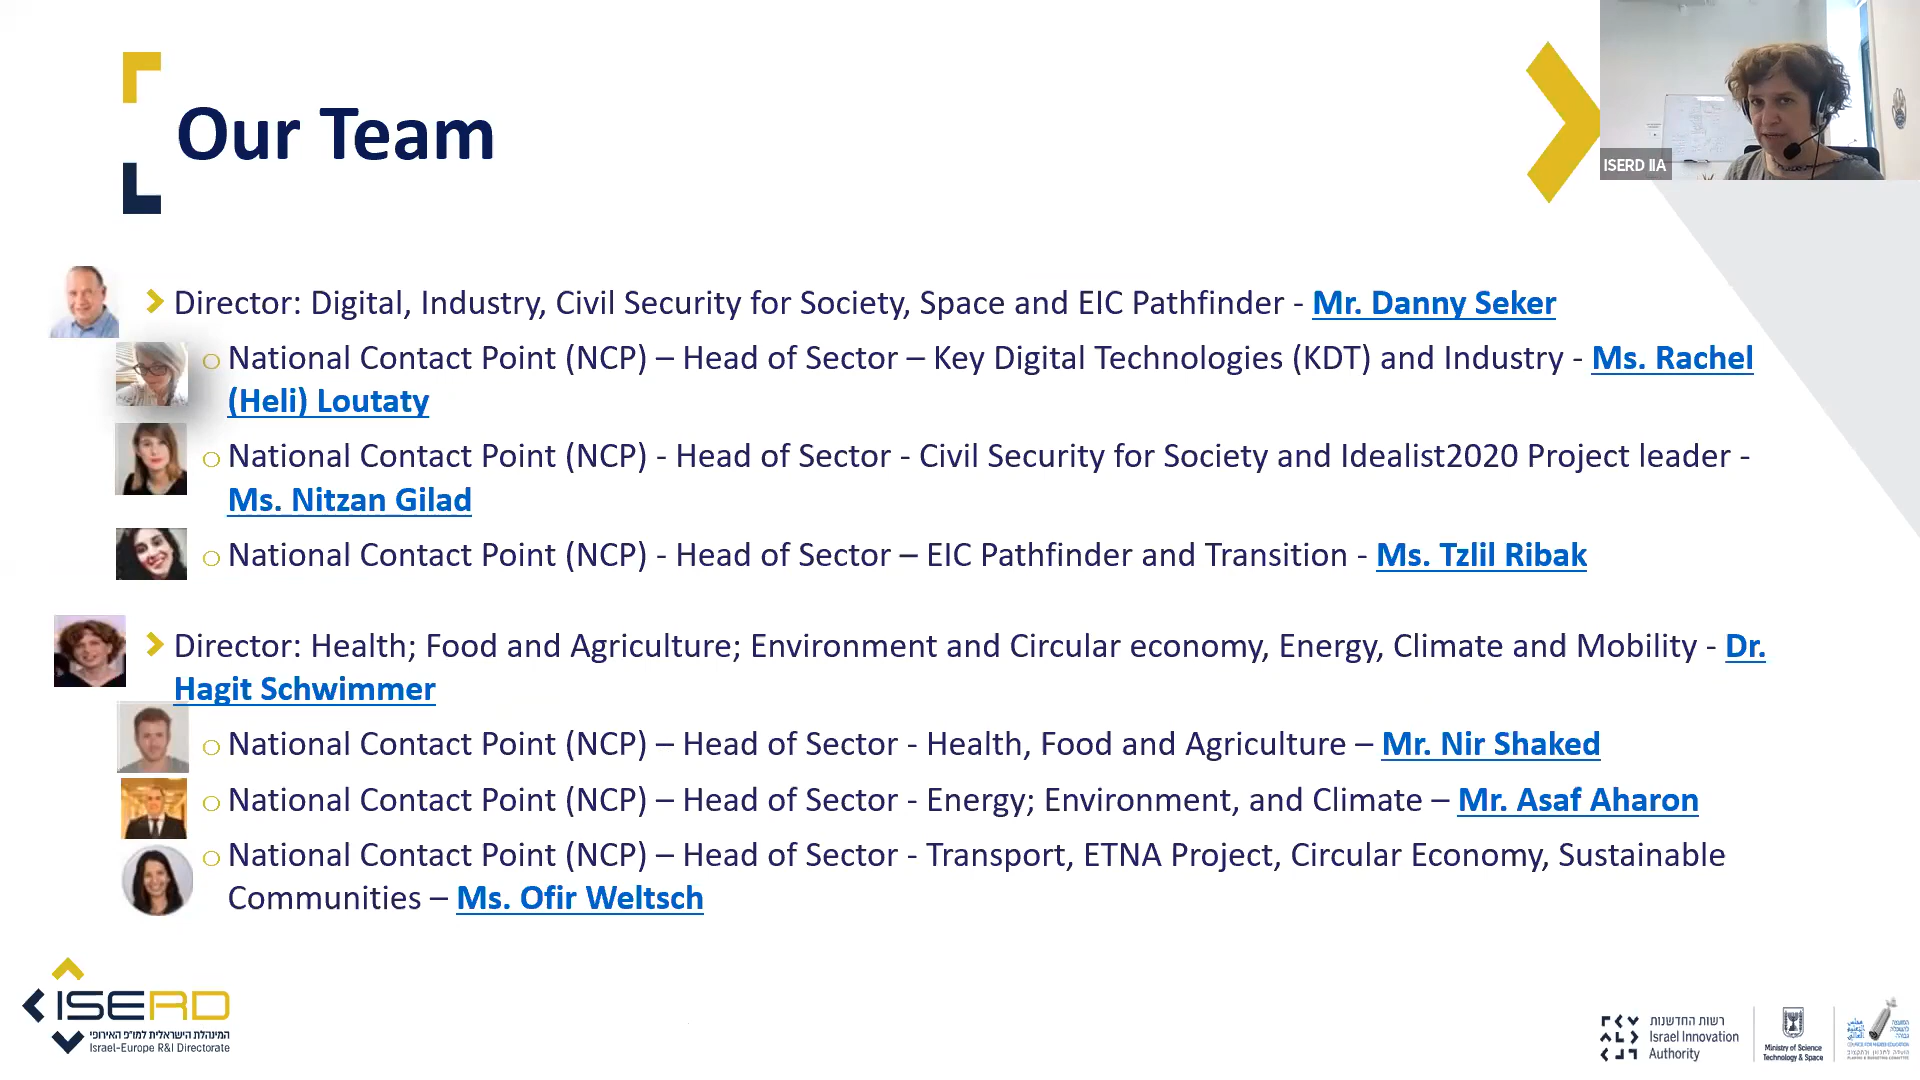 Our Team
ISERD IIA
Director: Digital, Industry, Civil Security for Society, Space and EIC Pathfinder - Mr. Danny Seker
National Contact Point (NCP) – Head of Sector – Key Digital Technologies (KDT) and Industry - Ms. Rachel
(Heli) Loutaty
National Contact Point (NCP) - Head of Sector - Civil Security for Society and Idealist2020 Project leader -
Ms. Nitzan Gilad
National Contact Point (NCP) - Head of Sector – EIC Pathfinder and Transition - Ms. Tzlil Ribak
Director: Health; Food and Agriculture; Environment and Circular economy, Energy, Climate and Mobility - Dr.
Hagit Schwimmer
National Contact Point (NCP) – Head of Sector - Health, Food and Agriculture – Mr. Nir Shaked
National Contact Point (NCP) – Head of Sector - Energy; Environment, and Climate – Mr. Asaf Aharon
National Contact Point (NCP) – Head of Sector - Transport, ETNA Project, Circular Economy, Sustainable
Communities – Ms. Ofir Weltsch
ISERD
המינהלת הישראלית למו"פ האירופי
Israel-Europe R&I Directorate
רשות החדשנות
Israel Innovation
Authority
Ministry of Science
Technology & Space